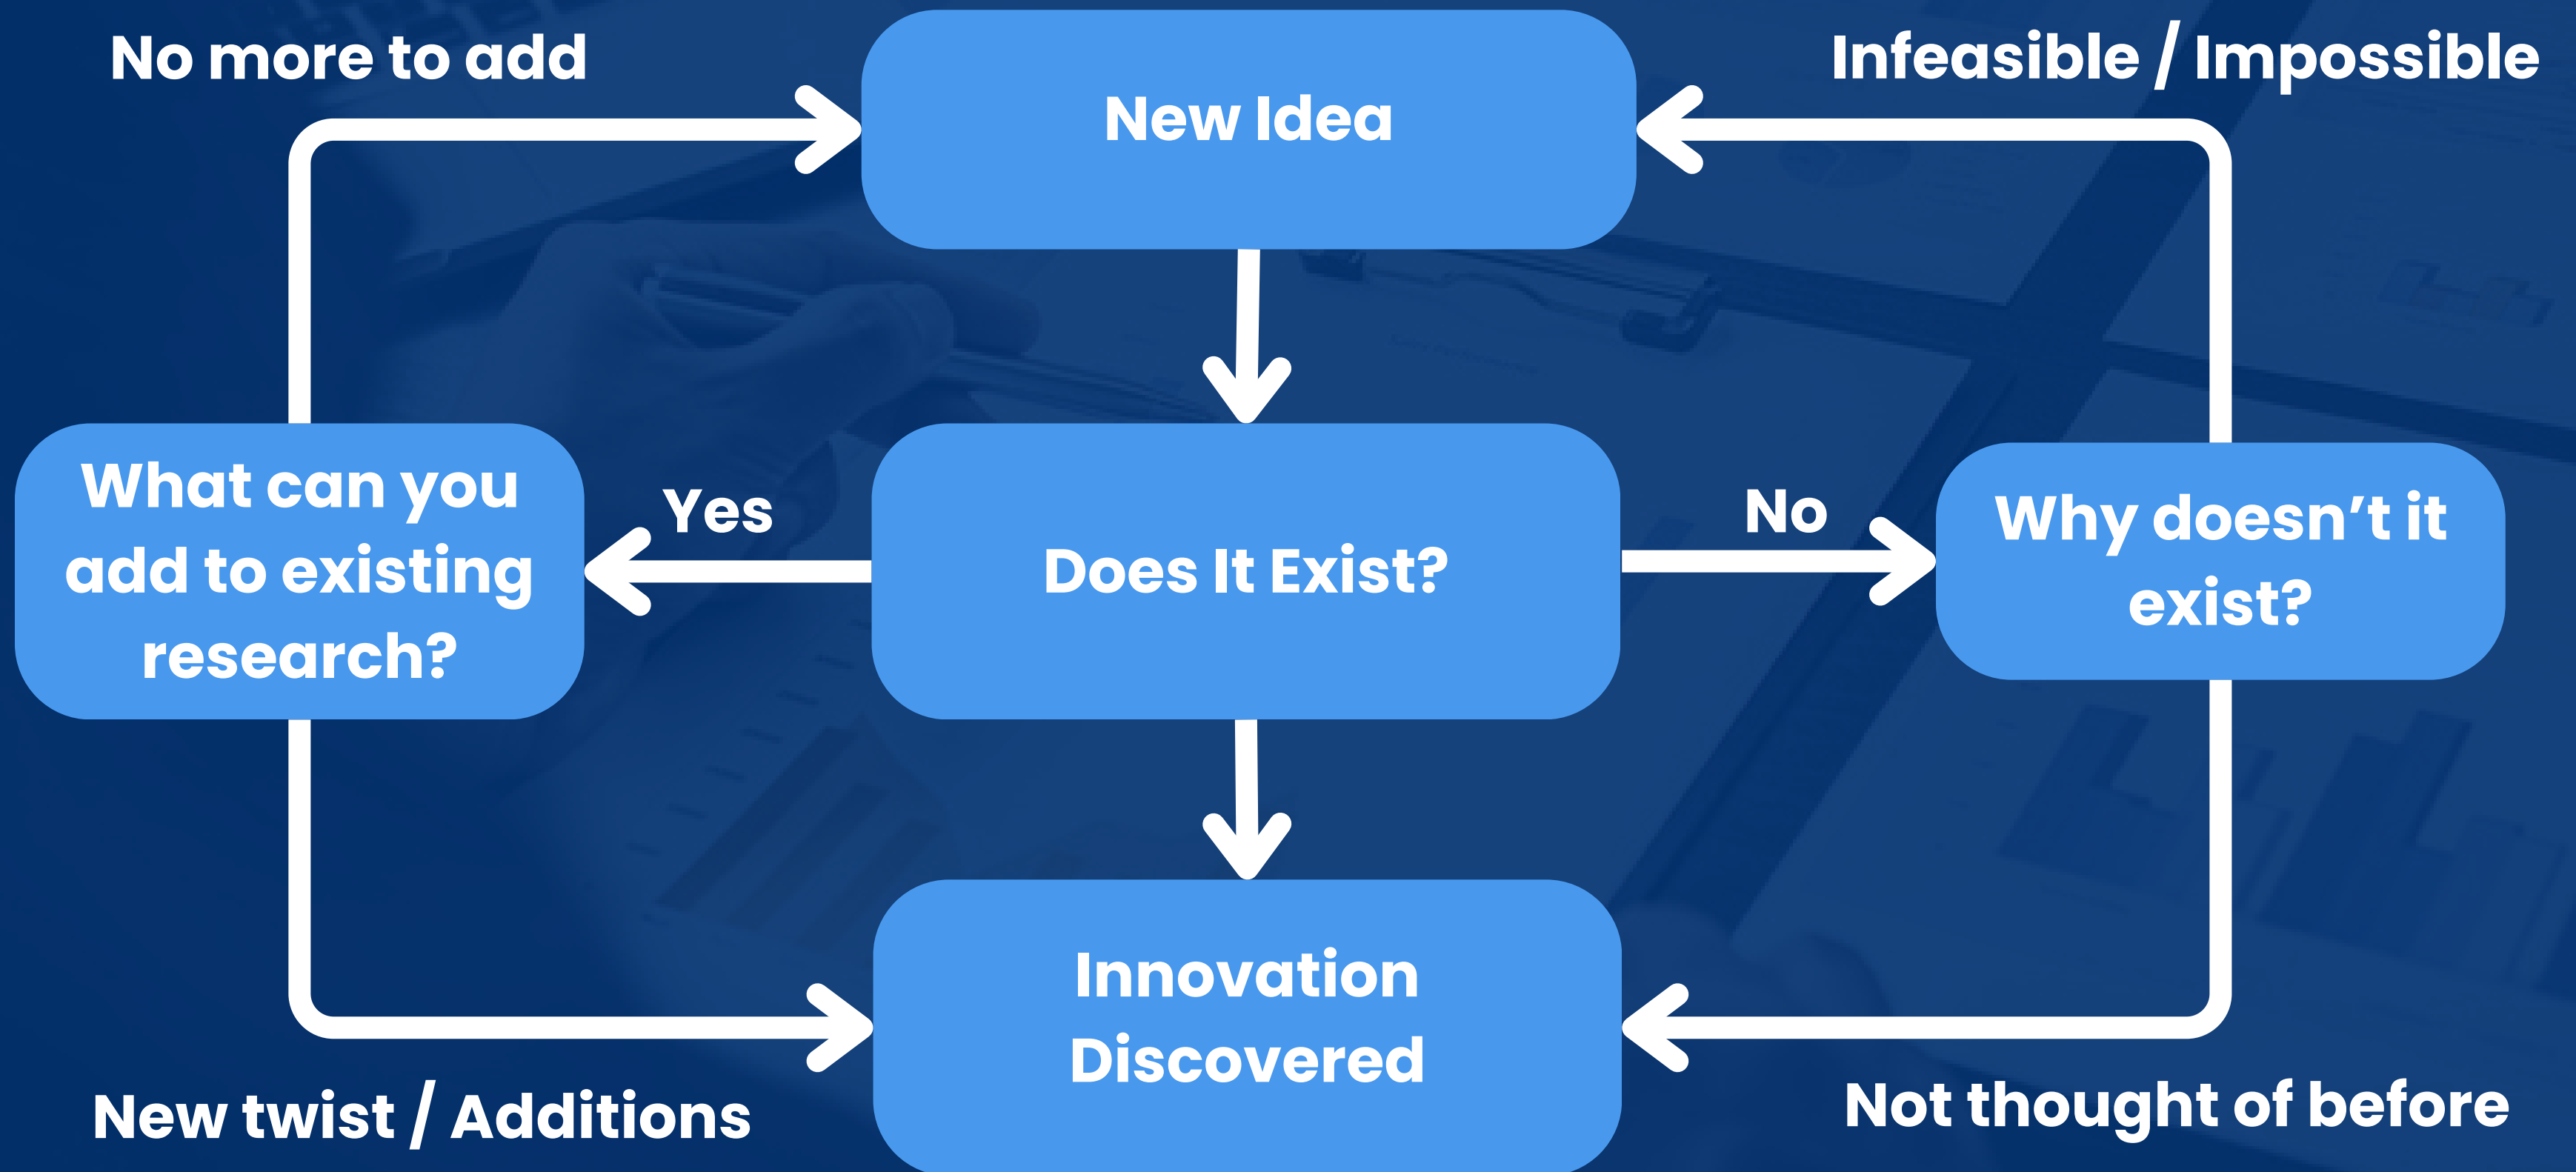 No more to add
Infeasible / Impossible
New Idea
What can you
add to existing
research?
Yes
Does It Exist?
No
Why doesn’t it
exist?
Innovation
Discovered
New twist / Additions
Not thought of before